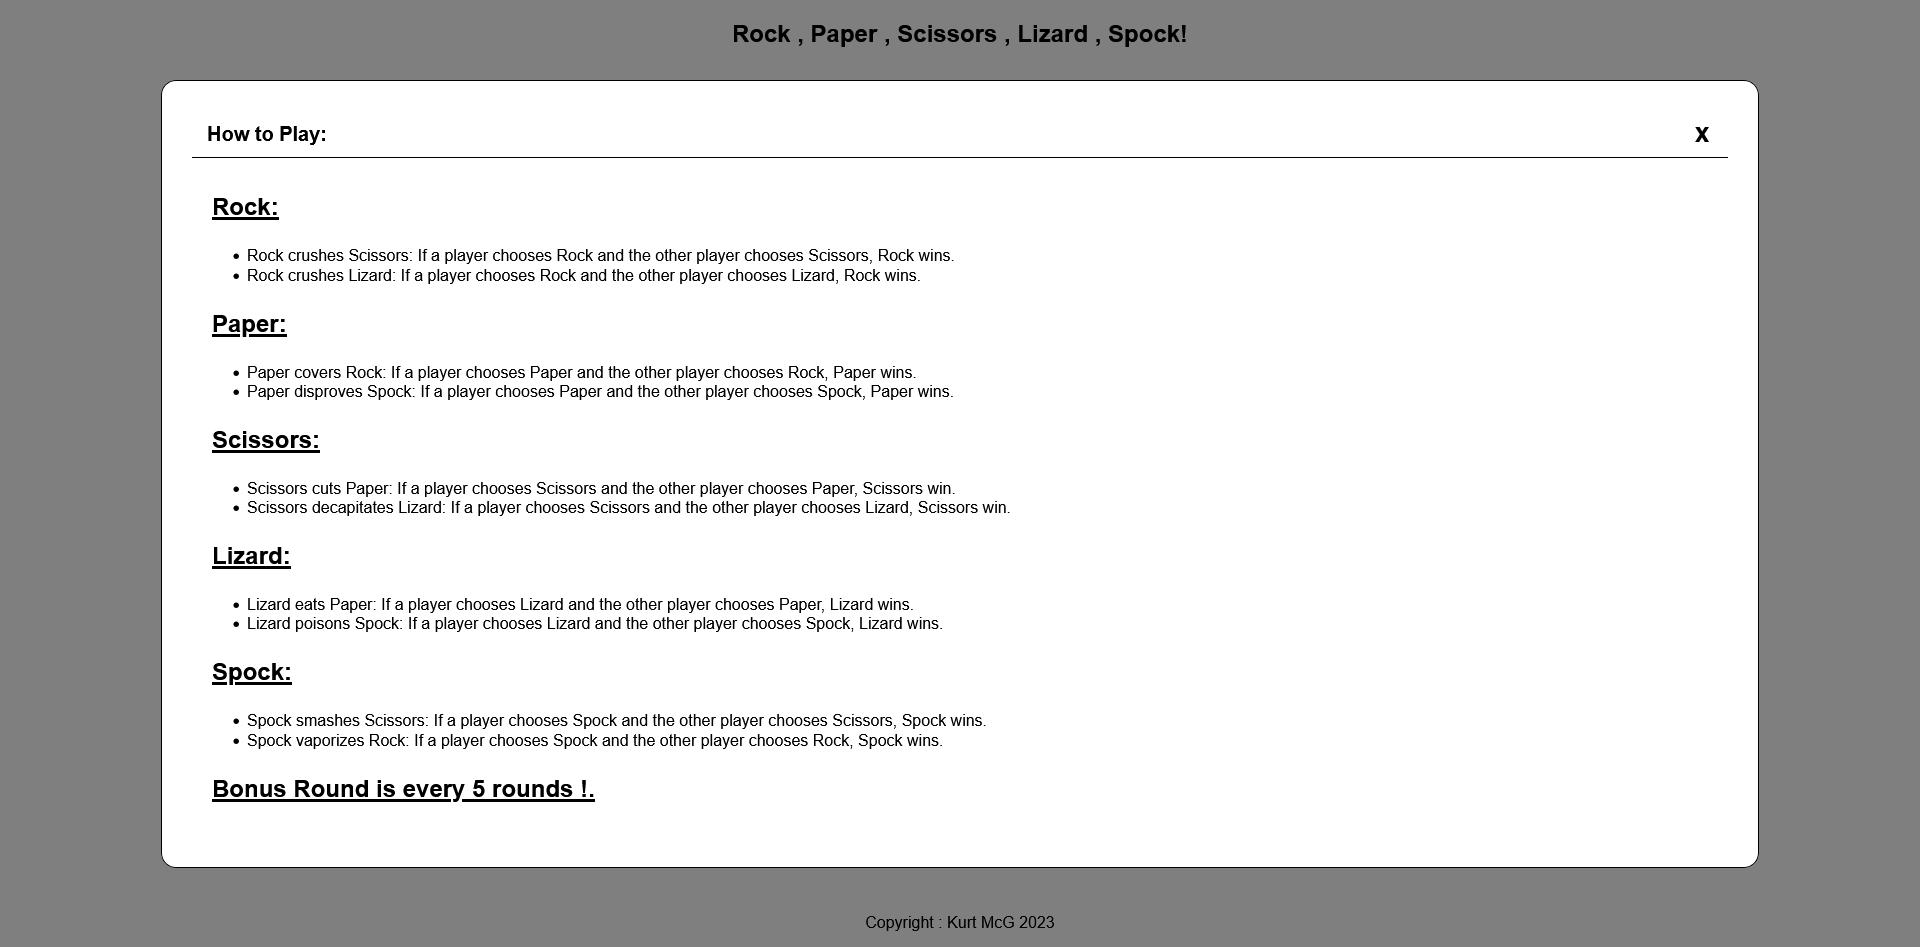 Rock , Paper , Scissors , Lizard , Spock!
How to Play:
x
Rock:
• Rock crushes Scissors: If a player chooses Rock and the other player chooses Scissors, Rock wins.
• Rock crushes Lizard: If a player chooses Rock and the other player chooses Lizard, Rock wins.
Paper:
• Paper covers Rock: If a player chooses Paper and the other player chooses Rock, Paper wins.
• Paper disproves Spock: If a player chooses Paper and the other player chooses Spock, Paper wins.
Scissors:
• Scissors cuts Paper: If a player chooses Scissors and the other player chooses Paper, Scissors win.
• Scissors decapitates Lizard: If a player chooses Scissors and the other player chooses Lizard, Scissors win.
Lizard:
• Lizard eats Paper: If a player chooses Lizard and the other player chooses Paper, Lizard wins.
• Lizard poisons Spock: If a player chooses Lizard and the other player chooses Spock, Lizard wins.
Spock:
• Spock smashes Scissors: If a player chooses Spock and the other player chooses Scissors, Spock wins.
• Spock vaporizes Rock: If a player chooses Spock and the other player chooses Rock, Spock wins.
Bonus Round is every 5 rounds !.
Copyright : Kurt McG 2023